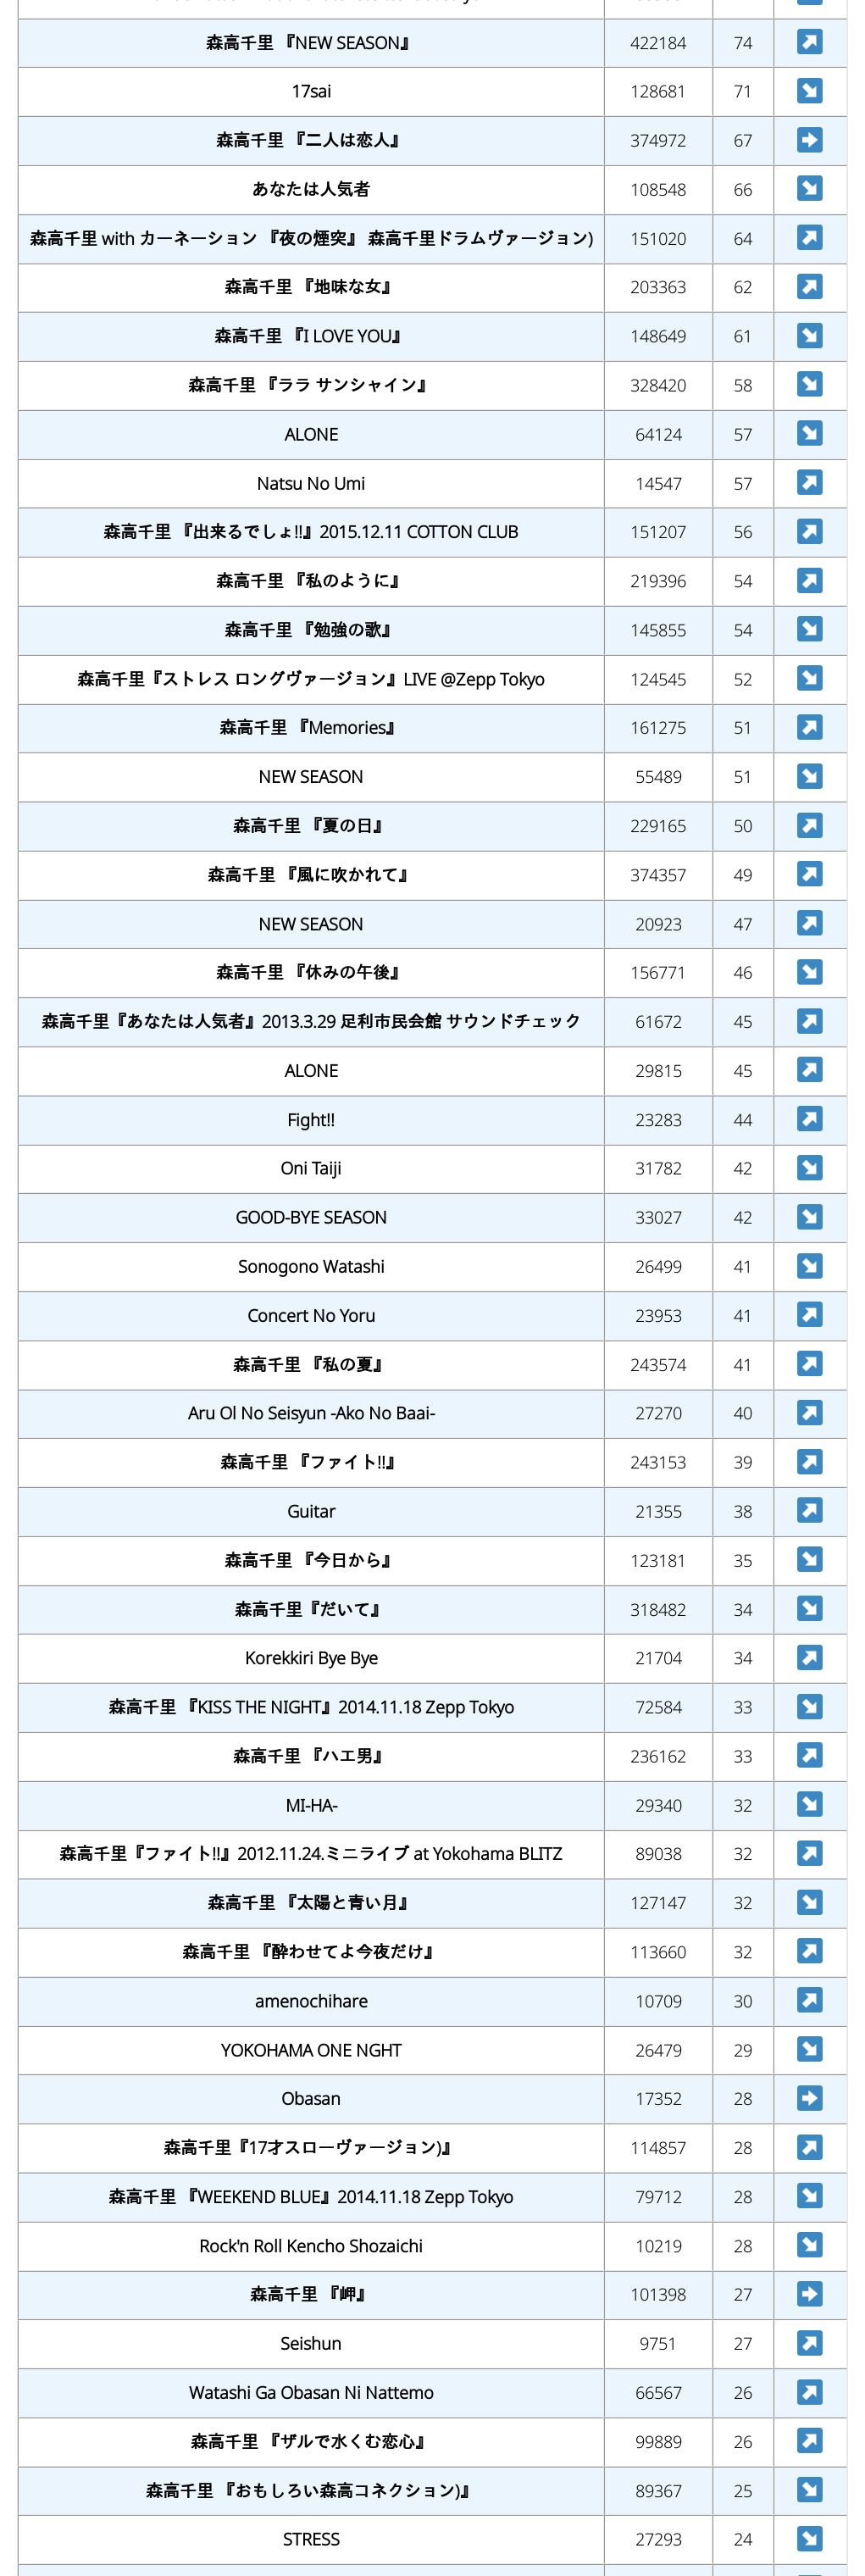 森高千里 『NEW SEASON』 422184 74
17sai 128681 71
森高千里 『二人は恋人』 374972 67
あなたは人気者 108548 66
森高千里 with カーネーション 『夜の煙突』 森高千里ドラムヴァージョン) 151020 64
森高千里 『地味な女』 203363 62
森高千里 『I LOVE YOU』 148649 61
森高千里 『ララ サンシャイン』 328420 58
ALONE 64124 57
Natsu No Umi 14547 57
森高千里 『出来るでしょ!!』2015.12.11 COTTON CLUB 151207 56
森高千里 『私のように』 219396 54
森高千里 『勉強の歌』 145855 54
森高千里『ストレス ロングヴァージョン』LIVE @Zepp Tokyo 124545 52
森高千里 『Memories』 161275 51
NEW SEASON 55489 51
森高千里 『夏の日』 229165 50
森高千里 『風に吹かれて』 374357 49
NEW SEASON 20923 47
森高千里 『休みの午後』 156771 46
森高千里『あなたは人気者』2013.3.29 足利市民会館 サウンドチェック 61672 45
ALONE 29815 45
Fight!! 23283 44
Oni Taiji 31782 42
GOOD-BYE SEASON 33027 42
Sonogono Watashi 26499 41
Concert No Yoru 23953 41
森高千里 『私の夏』 243574 41
Aru Ol No Seisyun -Ako No Baai- 27270 40
森高千里 『ファイト!!』 243153 39
Guitar 21355 38
森高千里 『今日から』 123181 35
森高千里『だいて』 318482 34
Korekkiri Bye Bye 21704 34
森高千里 『KISS THE NIGHT』2014.11.18 Zepp Tokyo 72584 33
森高千里 『ハエ男』 236162 33
MI-HA- 29340 32
森高千里『ファイト!!』2012.11.24.ミニライブ at Yokohama BLITZ 89038 32
森高千里 『太陽と青い月』 127147 32
森高千里 『酔わせてよ今夜だけ』 113660 32
amenochihare 10709 30
YOKOHAMA ONE NGHT 26479 29
Obasan 17352 28
森高千里『17才スローヴァージョン)』 114857 28
森高千里 『WEEKEND BLUE』2014.11.18 Zepp Tokyo 79712 28
Rock'n Roll Kencho Shozaichi 10219 28
森高千里 『岬』 101398 27
Seishun 9751 27
Watashi Ga Obasan Ni Nattemo 66567 26
森高千里 『ザルで水くむ恋心』 99889 26
森高千里 『おもしろい森高コネクション)』 89367 25
STRESS 27293 24